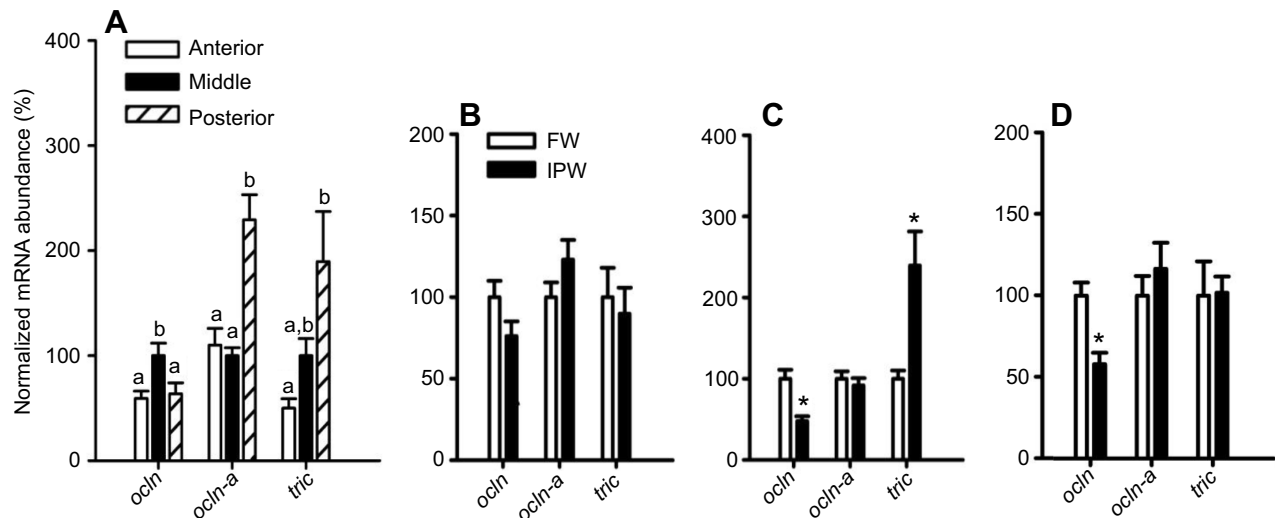 A
Normalized mRNA abundance (%)
400
300
200
100
0
Anterior
Middle
Posterior
a
b
a
a
a
b
a
a,b
b
ocln
ocln-a
tric
B
200
150
100
50
0
FW
IPW
ocln
ocln-a
tric
C
400
300
200
100
0
*
*
ocln
ocln-a
tric
D
200
150
100
50
0
*
ocln
ocln-a
tric